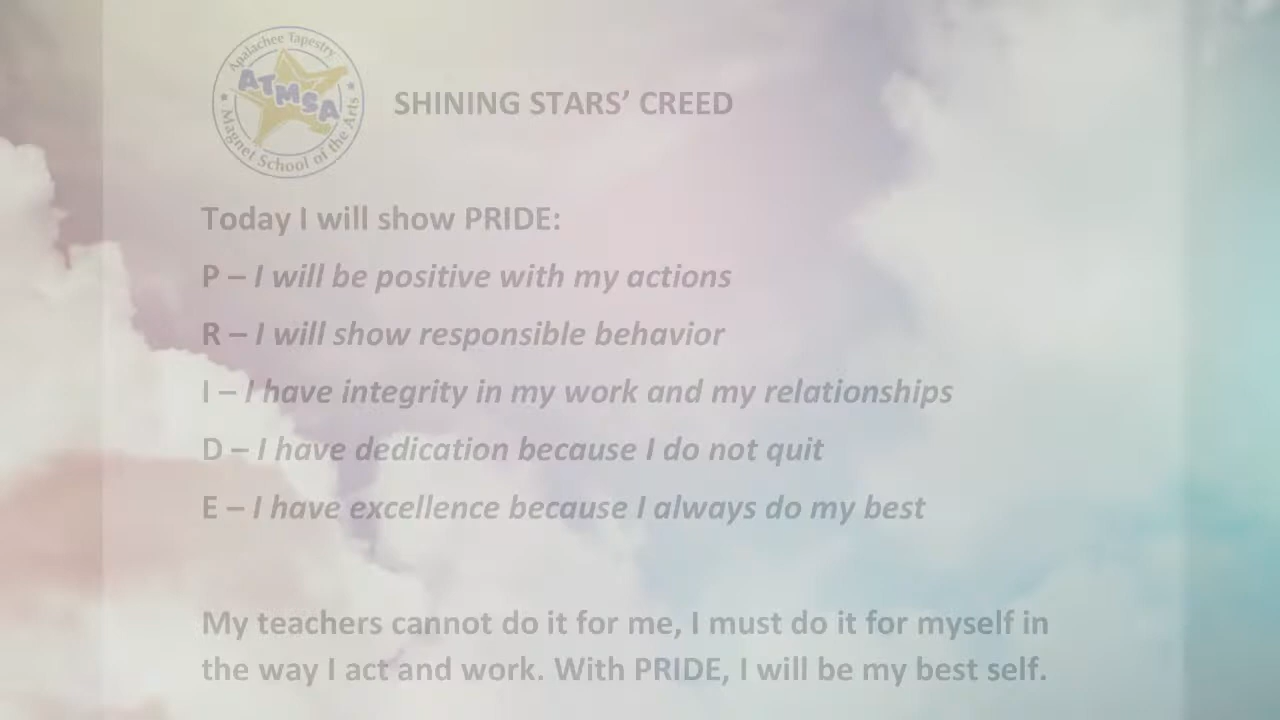 Apalachee Tapestry
ATMSA
Magnet School of the Arts
SHINING STARS’ CREED
Today I will show PRIDE:
P – I will be positive with my actions
R – I will show responsible behavior
I – I have integrity in my work and my relationships
D – I have dedication because I do not quit
E – I have excellence because I always do my best
My teachers cannot do it for me, I must do it for myself in
the way I act and work. With PRIDE, I will be my best self.